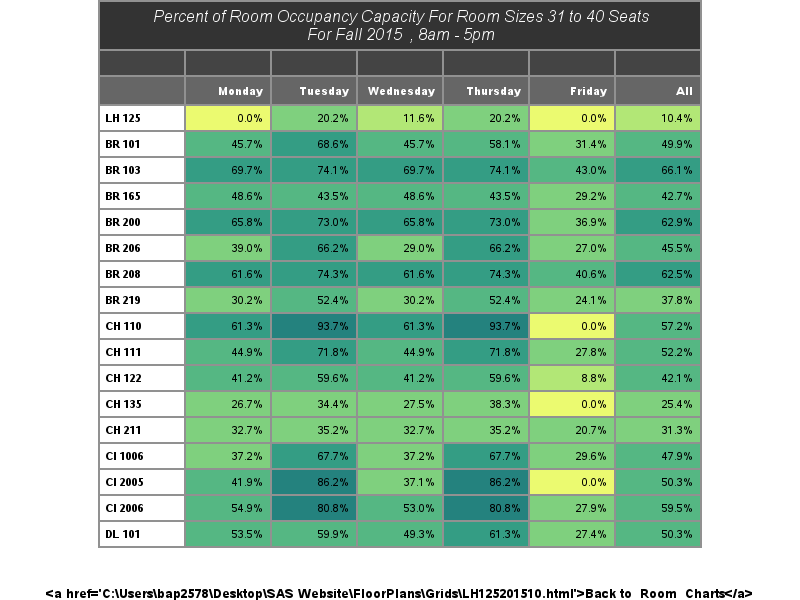 Percent of Room Occupancy Capacity For Room Sizes 31 to 40 Seats
For Fall 2015 , 8am - 5pm
Monday Tuesday Wednesday Thursday Friday All
LH 125 0.0% 20.2% 11.6% 20.2% 0.0% 10.4%
BR 101 45.7% 68.6% 45.7% 58.1% 31.4% 49.9%
BR 103 69.7% 74.1% 69.7% 74.1% 43.0% 66.1%
BR 165 48.6% 43.5% 48.6% 43.5% 29.2% 42.7%
BR 200 65.8% 73.0% 65.8% 73.0% 36.9% 62.9%
BR 206 39.0% 66.2% 29.0% 66.2% 27.0% 45.5%
BR 208 61.6% 74.3% 61.6% 74.3% 40.6% 62.5%
BR 219 30.2% 52.4% 30.2% 52.4% 24.1% 37.8%
CH 110 61.3% 93.7% 61.3% 93.7% 0.0% 57.2%
CH 111 44.9% 71.8% 44.9% 71.8% 27.8% 52.2%
CH 122 41.2% 59.6% 41.2% 59.6% 8.8% 42.1%
CH 135 26.7% 34.4% 27.5% 38.3% 0.0% 25.4%
CH 211 32.7% 35.2% 32.7% 35.2% 20.7% 31.3%
CI 1006 37.2% 67.7% 37.2% 67.7% 29.6% 47.9%
CI 2005 41.9% 86.2% 37.1% 86.2% 0.0% 50.3%
CI 2006 54.9% 80.8% 53.0% 80.8% 27.9% 59.5%
DL 101 53.5% 59.9% 49.3% 61.3% 27.4% 50.3%
<a href='C:\Users\bap2578\Desktop\SAS Website\FloorPlans\Grids\LH125201510.html'>Back to Room Charts</a>